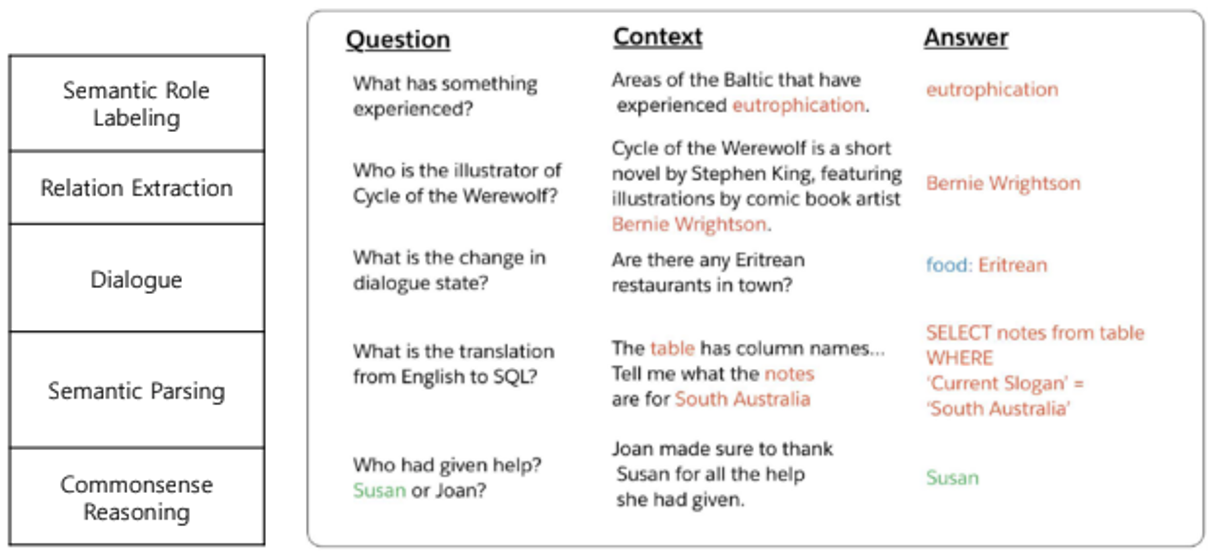 Question
Context
Answer
Semantic Role
Labeling
What has something
experienced?
Areas of the Baltic that have
experienced eutrophication.
eutrophication
Relation Extraction
Who is the illustrator of
Cycle of the Werewolf?
Cycle of the Werewolf is a short
novel by Stephen King, featuring
illustrations by comic book artist
Bernie Wrightson.
Bernie Wrightson
Dialogue
What is the change in
dialogue state?
Are there any Eritrean
restaurants in town?
food: Eritrean
Semantic Parsing
What is the translation
from English to SQL?
The table has column names...
Tell me what the notes
are for South Australia
SELECT notes from table
WHERE
‘Current Slogan’ =
‘South Australia’
Commonsense
Reasoning
Who had given help?
Susan or Joan?
Joan made sure to thank
Susan for all the help
she had given.
Susan